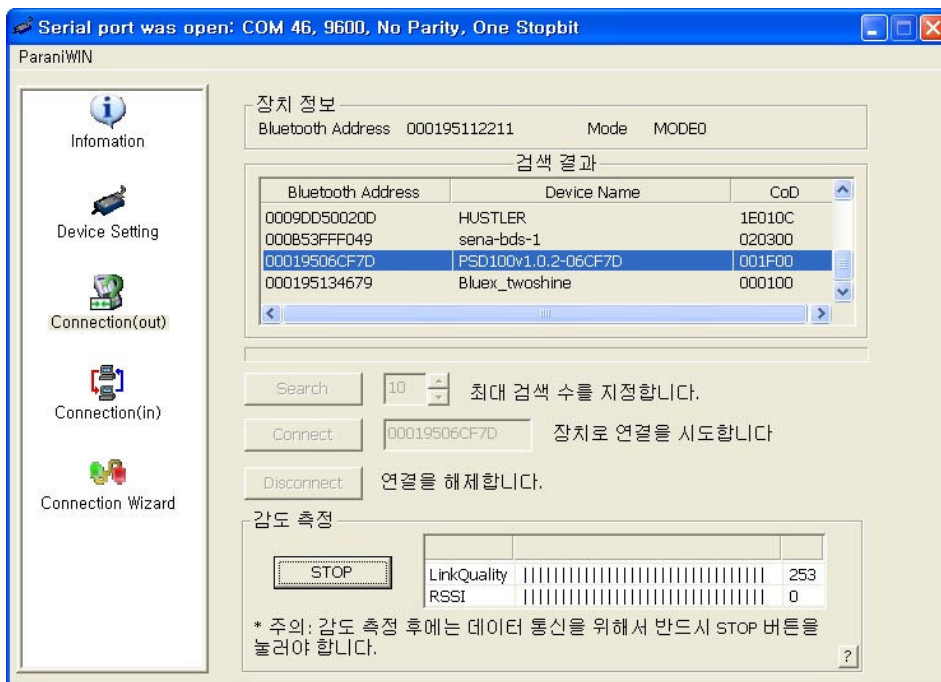 Serial port was open: COM 46, 9600, No Parity, One Stopbit
ParaniWIN
Infomation
Device Setting
Connection(out)
Connection(in)
Connection Wizard
장치 정보
Bluetooth Address 000195112211 Mode MODE0
검색 결과
Bluetooth Address Device Name CoD
0009DD50020D HUSTLER 1E010C
000B53FFF049 sena-bds-1 020300
00019506CF7D PSD100v1.0.2-06CF7D 001F00
000195134679 Bluex_twoshine 000100
Search 10 최대 검색 수를 지정합니다.
Connect 00019506CF7D 장치로 연결을 시도합니다
Disconnect 연결을 해제합니다.
감도 측정
STOP
LinkQuality |||||||||||||||||||||||||||||||| 253
RSSI |||||||||||||||||||||||||||||||| 0
* 주의: 감도 측정 후에는 데이터 통신을 위해서 반드시 STOP 버튼을
눌러야 합니다.
?